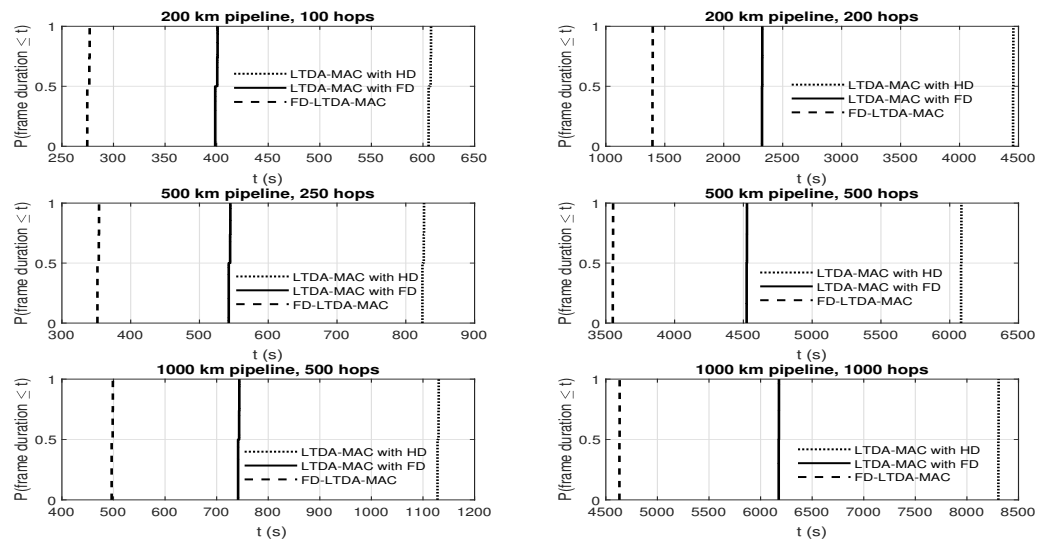 200 km pipeline, 100 hops
P(frame duration ≤ t)
1
0.5
0
LTDA-MAC with HD
LTDA-MAC with FD
FD-LTDA-MAC
250 300 350 400 450 500 550 600 650
t (s)
200 km pipeline, 200 hops
P(frame duration ≤ t)
1
0.5
0
LTDA-MAC with HD
LTDA-MAC with FD
FD-LTDA-MAC
1000 1500 2000 2500 3000 3500 4000 4500
t (s)
500 km pipeline, 250 hops
P(frame duration ≤ t)
1
0.5
0
LTDA-MAC with HD
LTDA-MAC with FD
FD-LTDA-MAC
300 400 500 600 700 800 900
t (s)
500 km pipeline, 500 hops
P(frame duration ≤ t)
1
0.5
0
LTDA-MAC with HD
LTDA-MAC with FD
FD-LTDA-MAC
3500 4000 4500 5000 5500 6000 6500
t (s)
1000 km pipeline, 500 hops
P(frame duration ≤ t)
1
0.5
0
LTDA-MAC with HD
LTDA-MAC with FD
FD-LTDA-MAC
400 500 600 700 800 900 1000 1100 1200
t (s)
1000 km pipeline, 1000 hops
P(frame duration ≤ t)
1
0.5
0
LTDA-MAC with HD
LTDA-MAC with FD
FD-LTDA-MAC
4500 5000 5500 6000 6500 7000 7500 8000 8500
t (s)